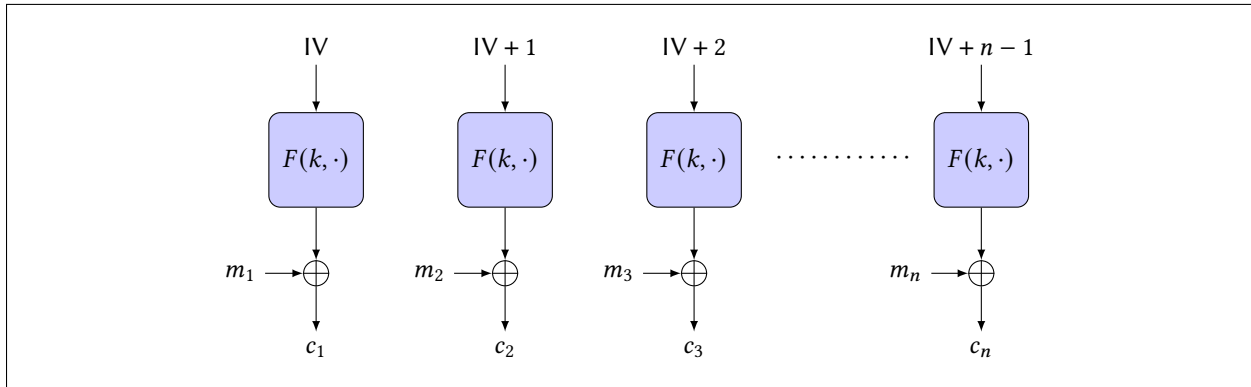 IV IV + 1 IV + 2 IV + n − 1
F(k, ·) F(k, ·) F(k, ·) ············ F(k, ·)
m₁ m₂ m₃ mₙ
c₁ c₂ c₃ cₙ